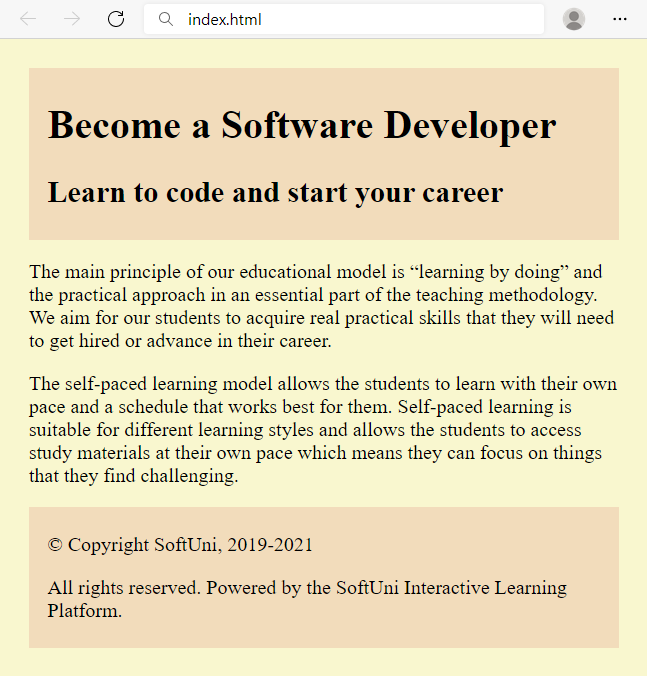 index.html
Become a Software Developer
Learn to code and start your career
The main principle of our educational model is “learning by doing” and
the practical approach in an essential part of the teaching methodology.
We aim for our students to acquire real practical skills that they will need
to get hired or advance in their career.
The self-paced learning model allows the students to learn with their own
pace and a schedule that works best for them. Self-paced learning is
suitable for different learning styles and allows the students to access
study materials at their own pace which means they can focus on things
that they find challenging.
© Copyright SoftUni, 2019-2021
All rights reserved. Powered by the SoftUni Interactive Learning
Platform.